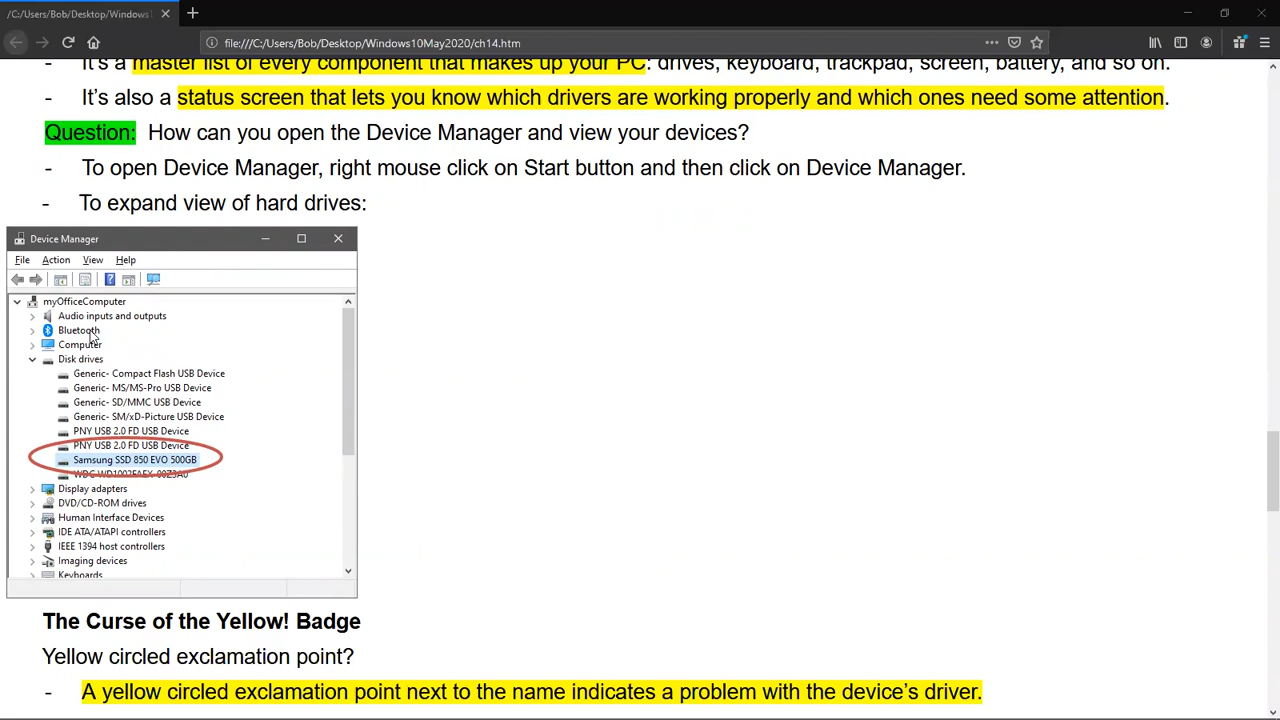 /C:/Users/Bob/Desktop/Windows
file:///C:/Users/Bob/Desktop/Windows10May2020/ch14.htm
- It's a master list of every component that makes up your PC: drives, keyboard, trackpad, screen, battery, and so on.
- It's also a status screen that lets you know which drivers are working properly and which ones need some attention.
Question: How can you open the Device Manager and view your devices?
- To open Device Manager, right mouse click on Start button and then click on Device Manager.
- To expand view of hard drives:
Device Manager
File Action View Help
myOfficeComputer
Audio inputs and outputs
Bluetooth
Computer
Disk drives
Generic- Compact Flash USB Device
Generic- MS/MS-Pro USB Device
Generic- SD/MMC USB Device
Generic- SM/xD-Picture USB Device
PNY USB 2.0 FD USB Device
PNY USB 2.0 FD USB Device
Samsung SSD 850 EVO 500GB
WDC WD1002FAEX-00Z3A0
Display adapters
DVD/CD-ROM drives
Human Interface Devices
IDE ATA/ATAPI controllers
IEEE 1394 host controllers
Imaging devices
Keyboards
The Curse of the Yellow! Badge
Yellow circled exclamation point?
- A yellow circled exclamation point next to the name indicates a problem with the device's driver.